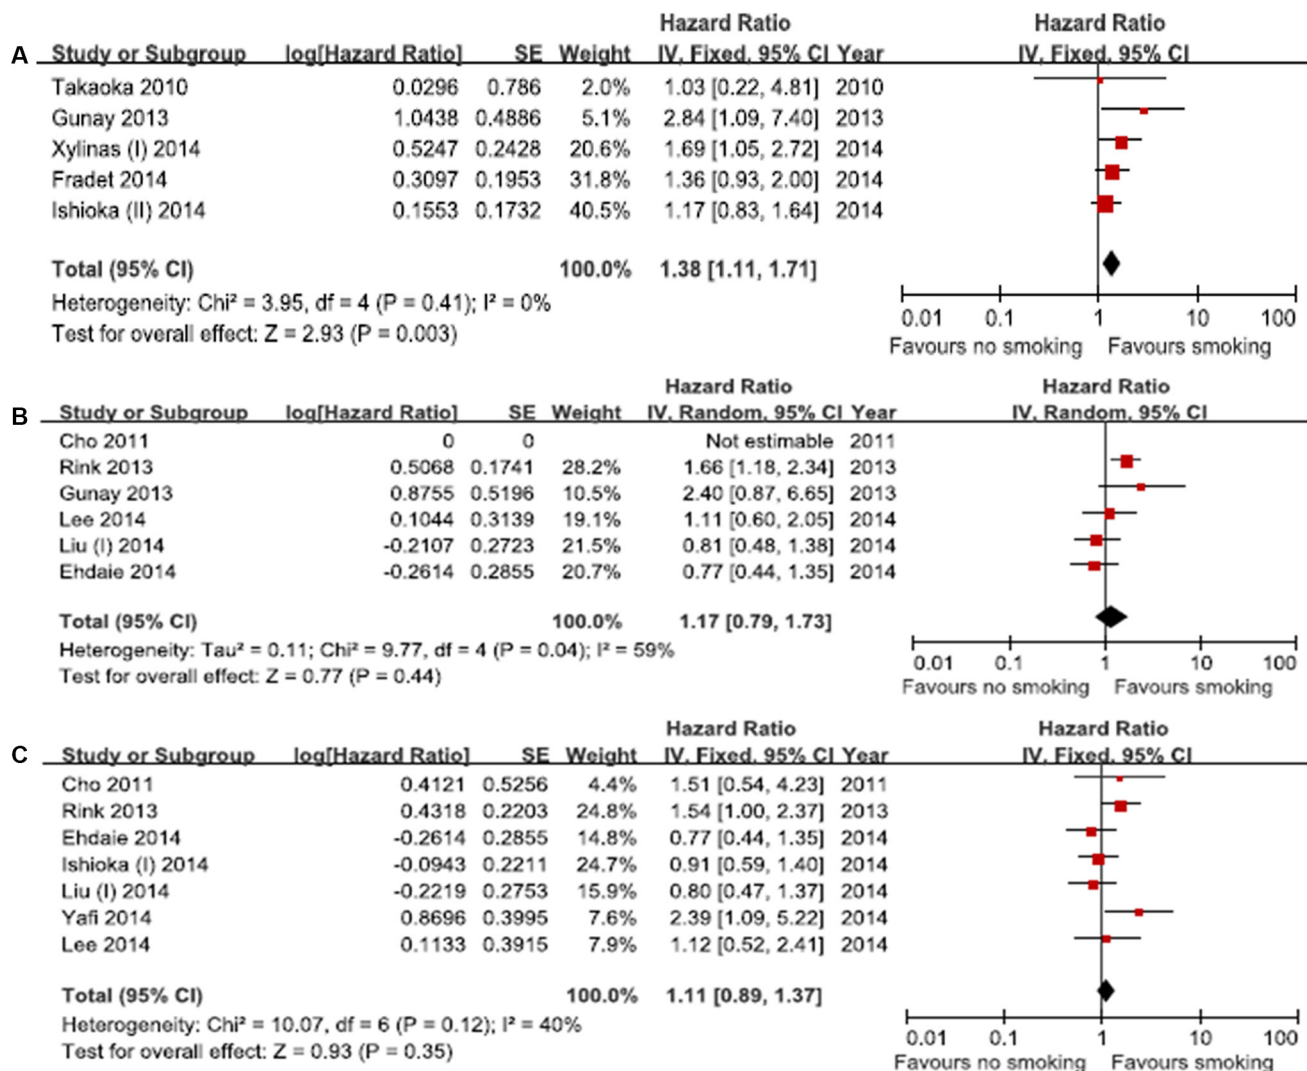 Hazard Ratio Hazard Ratio
A Study or Subgroup log[Hazard Ratio] SE Weight IV, Fixed, 95% CI Year IV, Fixed, 95% CI
Takaoka 2010 0.0296 0.786 2.0% 1.03 [0.22, 4.81] 2010
Gunay 2013 1.0438 0.4886 5.1% 2.84 [1.09, 7.40] 2013
Xylinas (I) 2014 0.5247 0.2428 20.6% 1.69 [1.05, 2.72] 2014
Fradet 2014 0.3097 0.1953 31.8% 1.36 [0.93, 2.00] 2014
Ishioka (II) 2014 0.1553 0.1732 40.5% 1.17 [0.83, 1.64] 2014
Total (95% CI) 100.0% 1.38 [1.11, 1.71]
Heterogeneity: Chi² = 3.95, df = 4 (P = 0.41); I² = 0%
Test for overall effect: Z = 2.93 (P = 0.003)
0.01 0.1 1 10 100
Favours no smoking Favours smoking
Hazard Ratio Hazard Ratio
B Study or Subgroup log[Hazard Ratio] SE Weight IV, Random, 95% CI Year IV, Random, 95% CI
Cho 2011 0 0 Not estimable 2011
Rink 2013 0.5068 0.1741 28.2% 1.66 [1.18, 2.34] 2013
Gunay 2013 0.8755 0.5196 10.5% 2.40 [0.87, 6.65] 2013
Lee 2014 0.1044 0.3139 19.1% 1.11 [0.60, 2.05] 2014
Liu (I) 2014 -0.2107 0.2723 21.5% 0.81 [0.48, 1.38] 2014
Ehdaie 2014 -0.2614 0.2855 20.7% 0.77 [0.44, 1.35] 2014
Total (95% CI) 100.0% 1.17 [0.79, 1.73]
Heterogeneity: Tau² = 0.11; Chi² = 9.77, df = 4 (P = 0.04); I² = 59%
Test for overall effect: Z = 0.77 (P = 0.44)
0.01 0.1 1 10 100
Favours no smoking Favours smoking
Hazard Ratio Hazard Ratio
C Study or Subgroup log[Hazard Ratio] SE Weight IV, Fixed, 95% CI Year IV, Fixed, 95% CI
Cho 2011 0.4121 0.5256 4.4% 1.51 [0.54, 4.23] 2011
Rink 2013 0.4318 0.2203 24.8% 1.54 [1.00, 2.37] 2013
Ehdaie 2014 -0.2614 0.2855 14.8% 0.77 [0.44, 1.35] 2014
Ishioka (I) 2014 -0.0943 0.2211 24.7% 0.91 [0.59, 1.40] 2014
Liu (I) 2014 -0.2219 0.2753 15.9% 0.80 [0.47, 1.37] 2014
Yafi 2014 0.8696 0.3995 7.6% 2.39 [1.09, 5.22] 2014
Lee 2014 0.1133 0.3915 7.9% 1.12 [0.52, 2.41] 2014
Total (95% CI) 100.0% 1.11 [0.89, 1.37]
Heterogeneity: Chi² = 10.07, df = 6 (P = 0.12); I² = 40%
Test for overall effect: Z = 0.93 (P = 0.35)
0.01 0.1 1 10 100
Favours no smoking Favours smoking